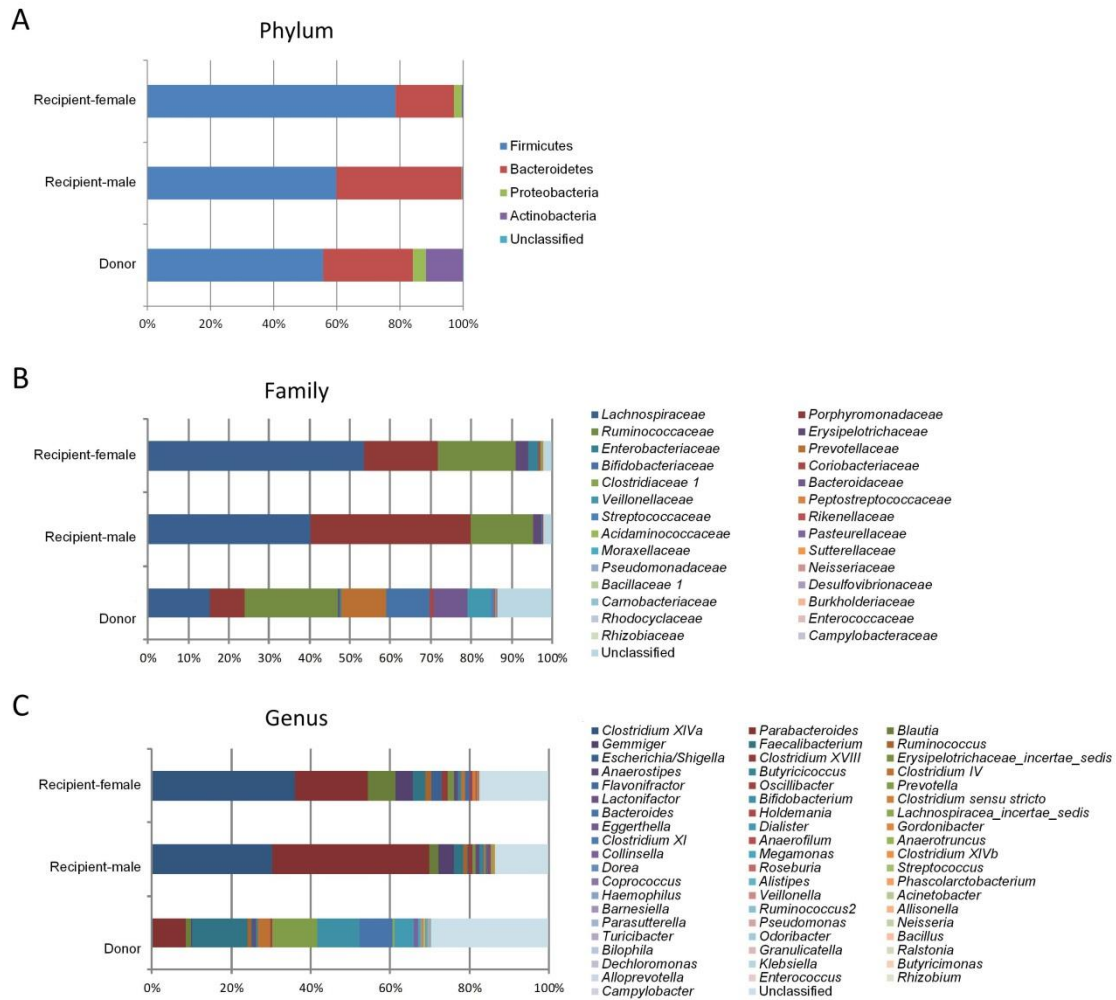 A
Phylum
Recipient-female
Recipient-male
Donor
0% 20% 40% 60% 80% 100%
Firmicutes
Bacteroidetes
Proteobacteria
Actinobacteria
Unclassified
B
Family
Recipient-female
Recipient-male
Donor
0% 10% 20% 30% 40% 50% 60% 70% 80% 90% 100%
Lachnospiraceae Porphyromonadaceae
Ruminococcaceae Erysipelotrichaceae
Enterobacteriaceae Prevotellaceae
Bifidobacteriaceae Coriobacteriaceae
Clostridiaceae 1 Bacteroidaceae
Veillonellaceae Peptostreptococcaceae
Streptococcaceae Rikenellaceae
Acidaminococcaceae Pasteurellaceae
Moraxellaceae Sutterellaceae
Pseudomonadaceae Neisseriaceae
Bacillaceae 1 Desulfovibrionaceae
Carnobacteriaceae Burkholderiaceae
Rhodocyclaceae Enterococcaceae
Rhizobiaceae Campylobacteraceae
Unclassified
C
Genus
Recipient-female
Recipient-male
Donor
0% 20% 40% 60% 80% 100%
Clostridium XIVa Parabacteroides Blautia
Gemmiger Faecalibacterium Ruminococcus
Escherichia/Shigella Clostridium XVIII Erysipelotrichaceae_incertae_sedis
Anaerostipes Butyricicoccus Clostridium IV
Flavonifractor Oscillibacter Prevotella
Lactonifactor Bifidobacterium Clostridium sensu stricto
Bacteroides Holdemania Lachnospiracea_incertae_sedis
Eggerthella Dialister Gordonibacter
Clostridium XI Anaerofilum Anaerotruncus
Collinsella Megamonas Clostridium XIVb
Dorea Roseburia Streptococcus
Coprococcus Alistipes Phascolarctobacterium
Haemophilus Veillonella Acinetobacter
Barnesiella Ruminococcus2 Allisonella
Parasutterella Pseudomonas Neisseria
Turicibacter Odoribacter Bacillus
Bilophila Granulicatella Ralstonia
Dechloromonas Klebsiella Butyricimonas
Alloprevotella Enterococcus Rhizobium
Campylobacter Unclassified